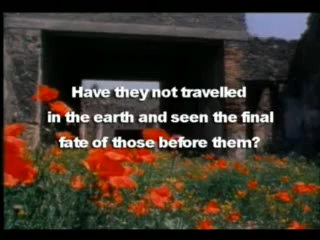 Have they not travelled
in the earth and seen the final
fate of those before them?